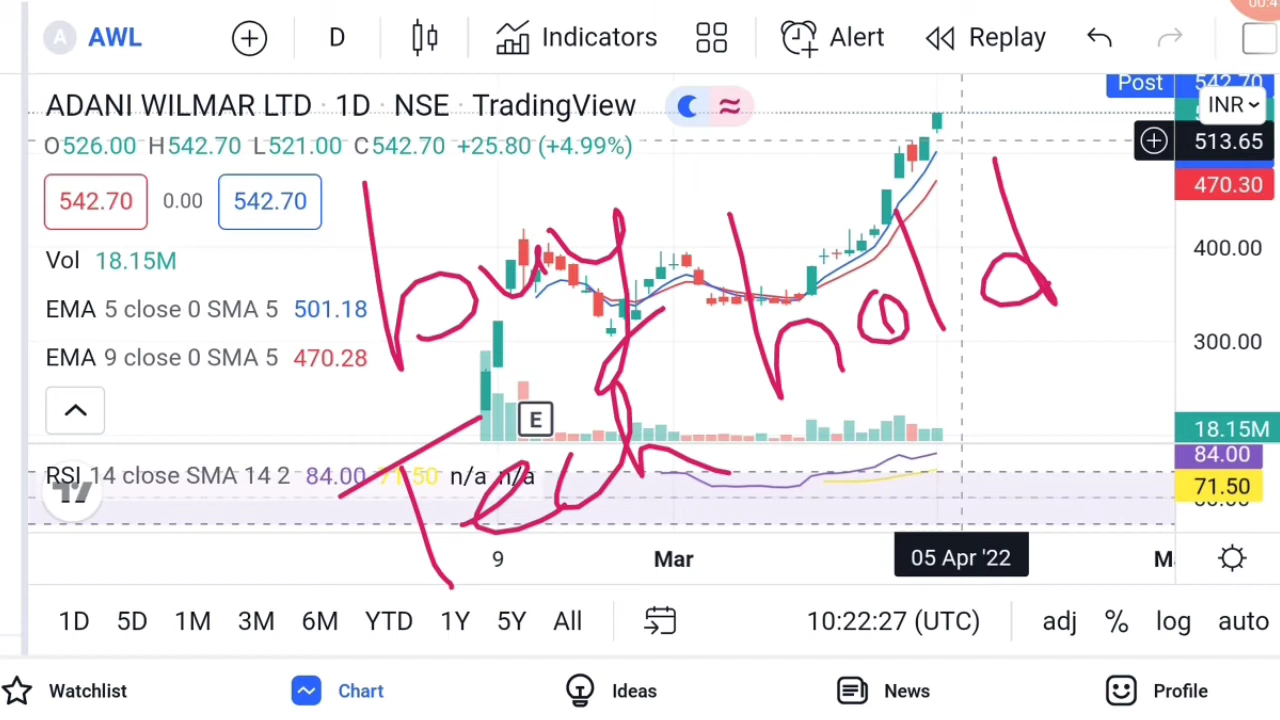 00:4
A AWL D Indicators Alert Replay
ADANI WILMAR LTD · 1D · NSE · TradingView
Post 542.70
INR
O526.00 H542.70 L521.00 C542.70 +25.80 (+4.99%)
513.65
542.70 0.00 542.70
470.30
buy hold
Vol 18.15M
400.00
EMA 5 close 0 SMA 5 501.18
300.00
EMA 9 close 0 SMA 5 470.28
E
18.15M
Tech
84.00
RSI 14 close SMA 14 2 84.00 71.50 n/a n/a
71.50
9 Mar 05 Apr '22 M
1D 5D 1M 3M 6M YTD 1Y 5Y All 10:22:27 (UTC) adj % log auto
Watchlist Chart Ideas News Profile